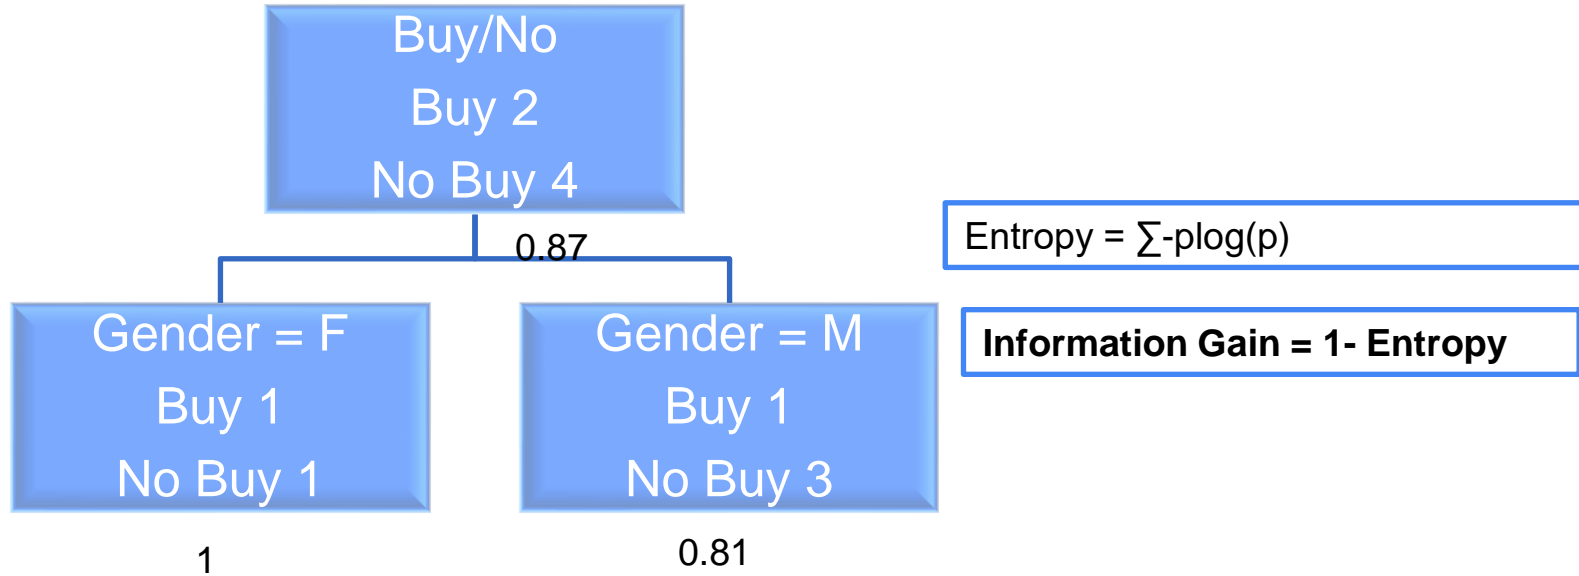 Buy/No
Buy 2
No Buy 4
0.87
Entropy = ∑-plog(p)
Information Gain = 1- Entropy
Gender = F
Buy 1
No Buy 1
1
Gender = M
Buy 1
No Buy 3
0.81